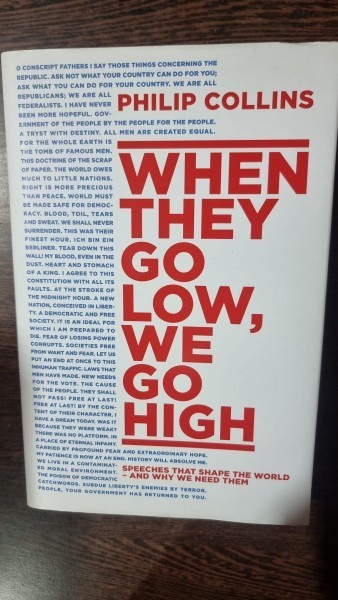 O CONSCRIPT FATHERS I SAY THOSE THINGS CONCERNING THE
REPUBLIC. ASK NOT WHAT YOUR COUNTRY CAN DO FOR YOU;
ASK WHAT YOU CAN DO FOR YOUR COUNTRY. WE ARE ALL
REPUBLICANS; WE ARE ALL
FEDERALISTS. I HAVE NEVER
BEEN MORE HOPEFUL. GOV-
ERNMENT OF THE PEOPLE BY THE PEOPLE FOR THE PEOPLE.
A TRYST WITH DESTINY. ALL MEN ARE CREATED EQUAL.
FOR THE WHOLE EARTH IS
THE TOMB OF FAMOUS MEN.
THIS DOCTRINE OF THE SCRAP
OF PAPER. THE WORLD OWES
MUCH TO LITTLE NATIONS.
RIGHT IS MORE PRECIOUS
THAN PEACE. WORLD MUST
BE MADE SAFE FOR DEMOC-
RACY. BLOOD, TOIL, TEARS
AND SWEAT. WE SHALL NEVER
SURRENDER. THIS WAS THEIR
FINEST HOUR. ICH BIN EIN
BERLINER. TEAR DOWN THIS
WALL! MY BLOOD, EVEN IN THE
DUST. HEART AND STOMACH
OF A KING. I AGREE TO THIS
CONSTITUTION WITH ALL ITS
FAULTS. AT THE STROKE OF
THE MIDNIGHT HOUR. A NEW
NATION, CONCEIVED IN LIBER-
TY. A DEMOCRATIC AND FREE
SOCIETY. IT IS AN IDEAL FOR
WHICH I AM PREPARED TO
DIE. FEAR OF LOSING POWER
CORRUPTS. SOCIETIES FREE
FROM WANT AND FEAR. LET US
PUT AN END AT ONCE TO THIS
INHUMAN TRAFFIC. LAWS THAT
MEN HAVE MADE. NEW NEEDS
FOR THE VOTE. THE CAUSE
OF THE PEOPLE. THEY SHALL
NOT PASS! FREE AT LAST!
FREE AT LAST! BY THE CON-
TENT OF THEIR CHARACTER. I
HAVE A DREAM TODAY. WAS IT
BECAUSE THEY WERE WEAK?
THERE WAS NO PLATFORM. IN
A PLACE OF ETERNAL INFAMY.
CARRIED BY PROFOUND FEAR AND EXTRAORDINARY HOPE.
MY PATIENCE IS NOW AT AN END. HISTORY WILL ABSOLVE ME.
WE LIVE IN A CONTAMINAT-
ED MORAL ENVIRONMENT.
THE POISON OF DEMOCRATIC
CATCHWORDS. SUBDUE LIBERTY'S ENEMIES BY TERROR.
PEOPLE, YOUR GOVERNMENT HAS RETURNED TO YOU.
PHILIP COLLINS
WHEN
THEY
GO
LOW,
WE
GO
HIGH
SPEECHES THAT SHAPE THE WORLD
– AND WHY WE NEED THEM